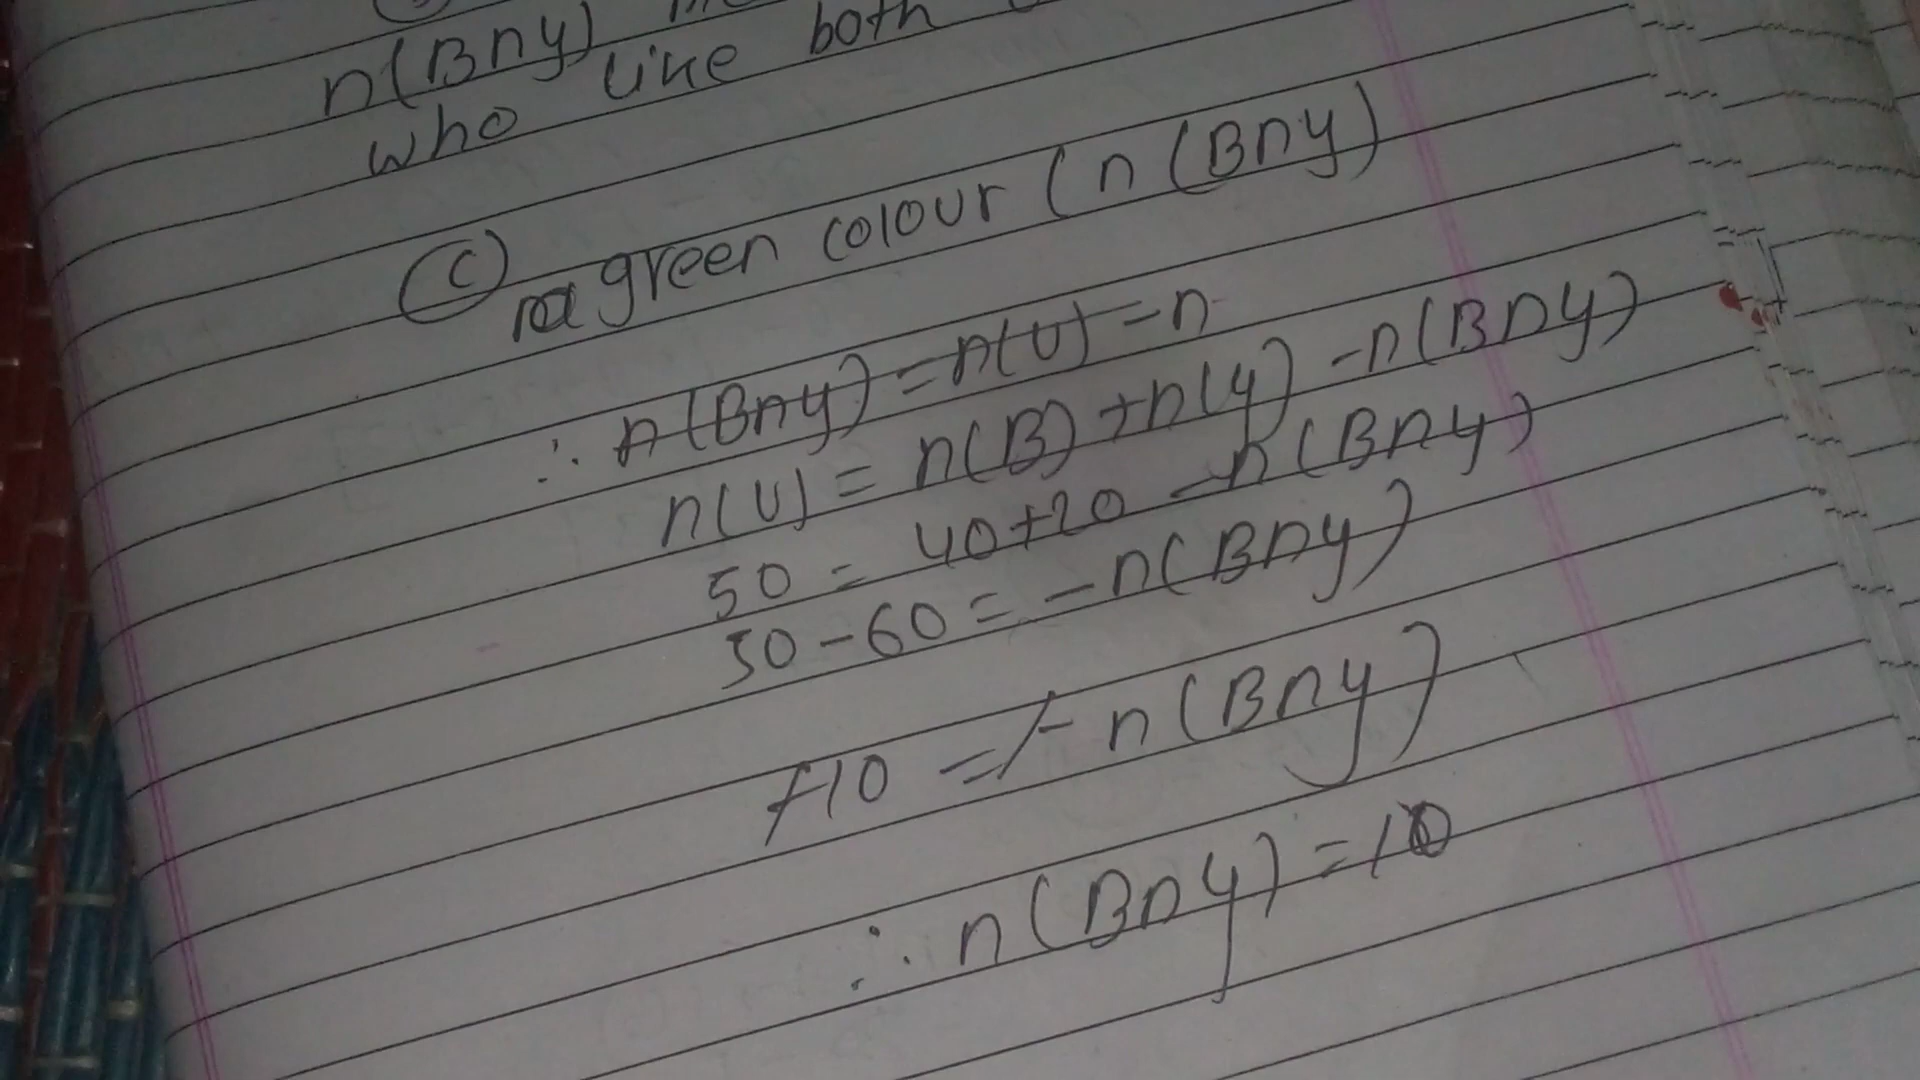 n(B∩y)
who like both
(c)
green colour (n(B∩y)
∴ n(B∩y) = n(U) = n
n(U) = n(B) + n(y) - n(B∩y)
50 = 40+20 - n(B∩y)
50 - 60 = - n(B∩y)
-10 = - n(B∩y)
∴ n(B∩y) = 10